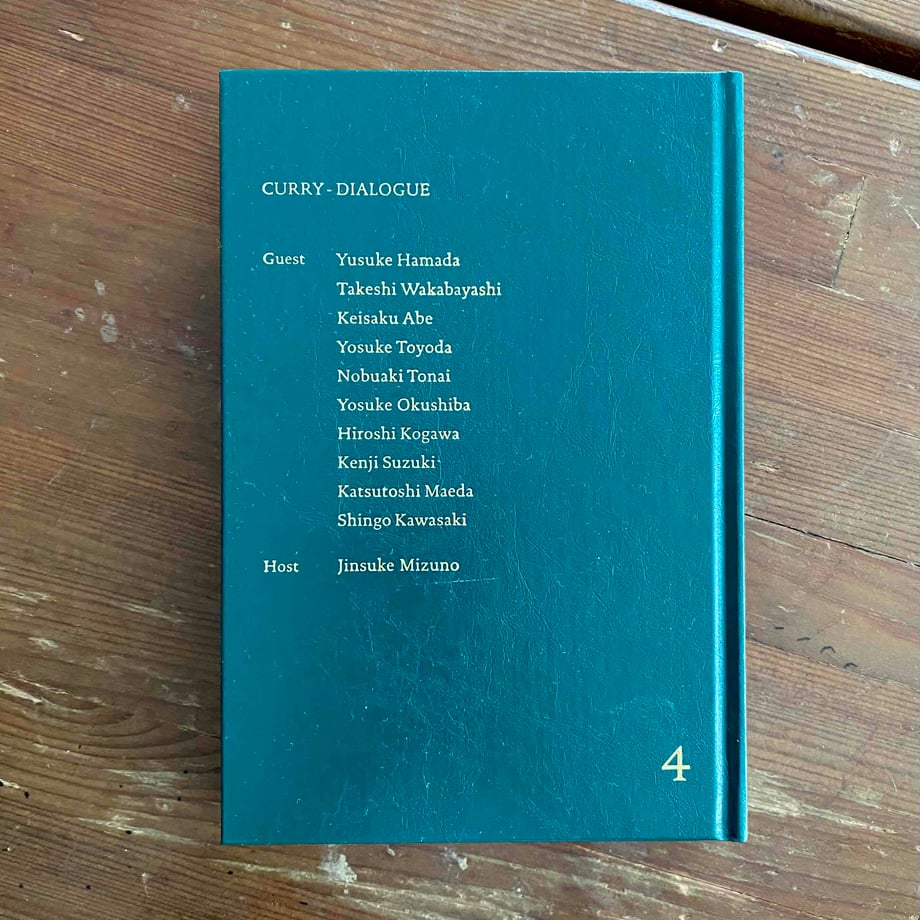 CURRY-DIALOGUE
Guest Yusuke Hamada
Takeshi Wakabayashi
Keisaku Abe
Yosuke Toyoda
Nobuaki Tonai
Yosuke Okushiba
Hiroshi Kogawa
Kenji Suzuki
Katsutoshi Maeda
Shingo Kawasaki
Host Jinsuke Mizuno
4